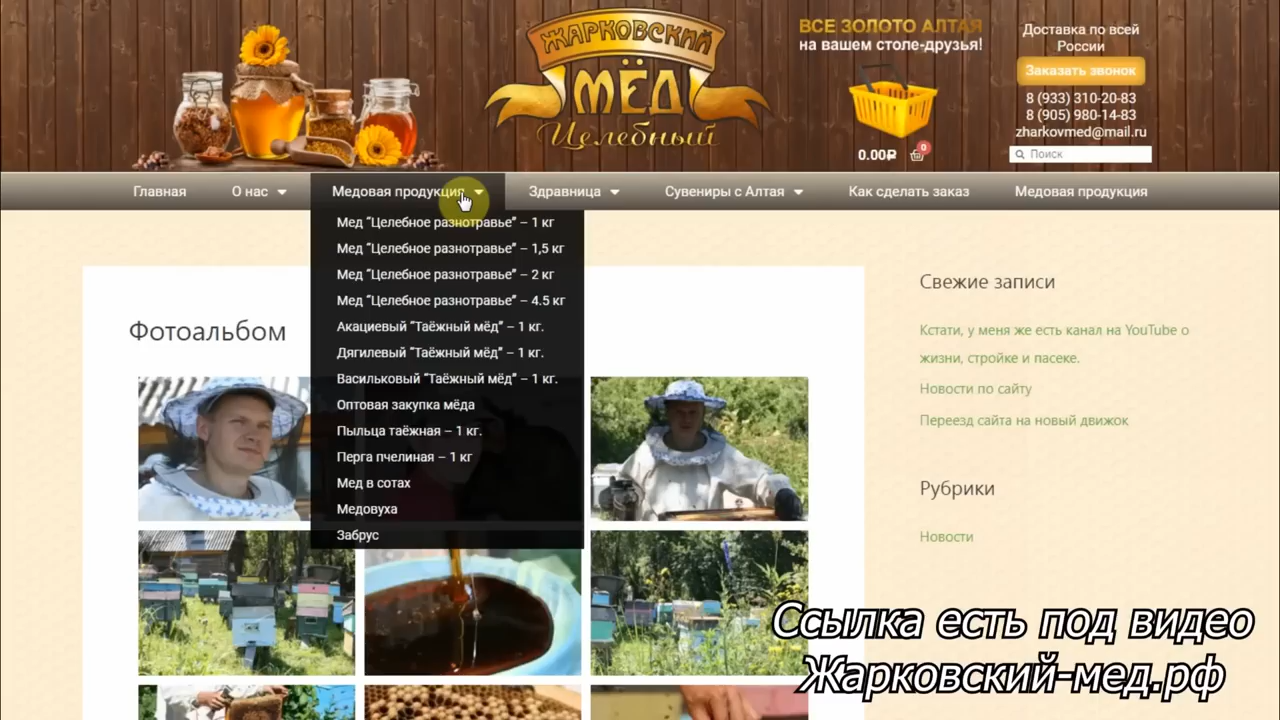 ЖАРКОВСКИЙ
МЁД
Целебный
ВСЕ ЗОЛОТО АЛТАЯ
на вашем столе-друзья!
0.00₽
0
Доставка по всей
России
Заказать звонок
8 (933) 310-20-83
8 (905) 980-14-83
zharkovmed@mail.ru
Поиск
Главная
О нас
Медовая продукция
Здравница
Сувениры с Алтая
Как сделать заказ
Медовая продукция
Мед “Целебное разнотравье” – 1 кг
Мед “Целебное разнотравье” – 1,5 кг
Мед “Целебное разнотравье” – 2 кг
Мед “Целебное разнотравье” – 4.5 кг
Акациевый “Таёжный мёд” – 1 кг.
Дягилевый “Таёжный мёд” – 1 кг.
Васильковый “Таёжный мёд” – 1 кг.
Оптовая закупка мёда
Пыльца таёжная – 1 кг.
Перга пчелиная – 1 кг
Мед в сотах
Медовуха
Забрус
Фотоальбом
Свежие записи
Кстати, у меня же есть канал на YouTube о
жизни, стройке и пасеке.
Новости по сайту
Переезд сайта на новый движок
Рубрики
Новости
Ссылка есть под видео
Жарковский-мед.рф